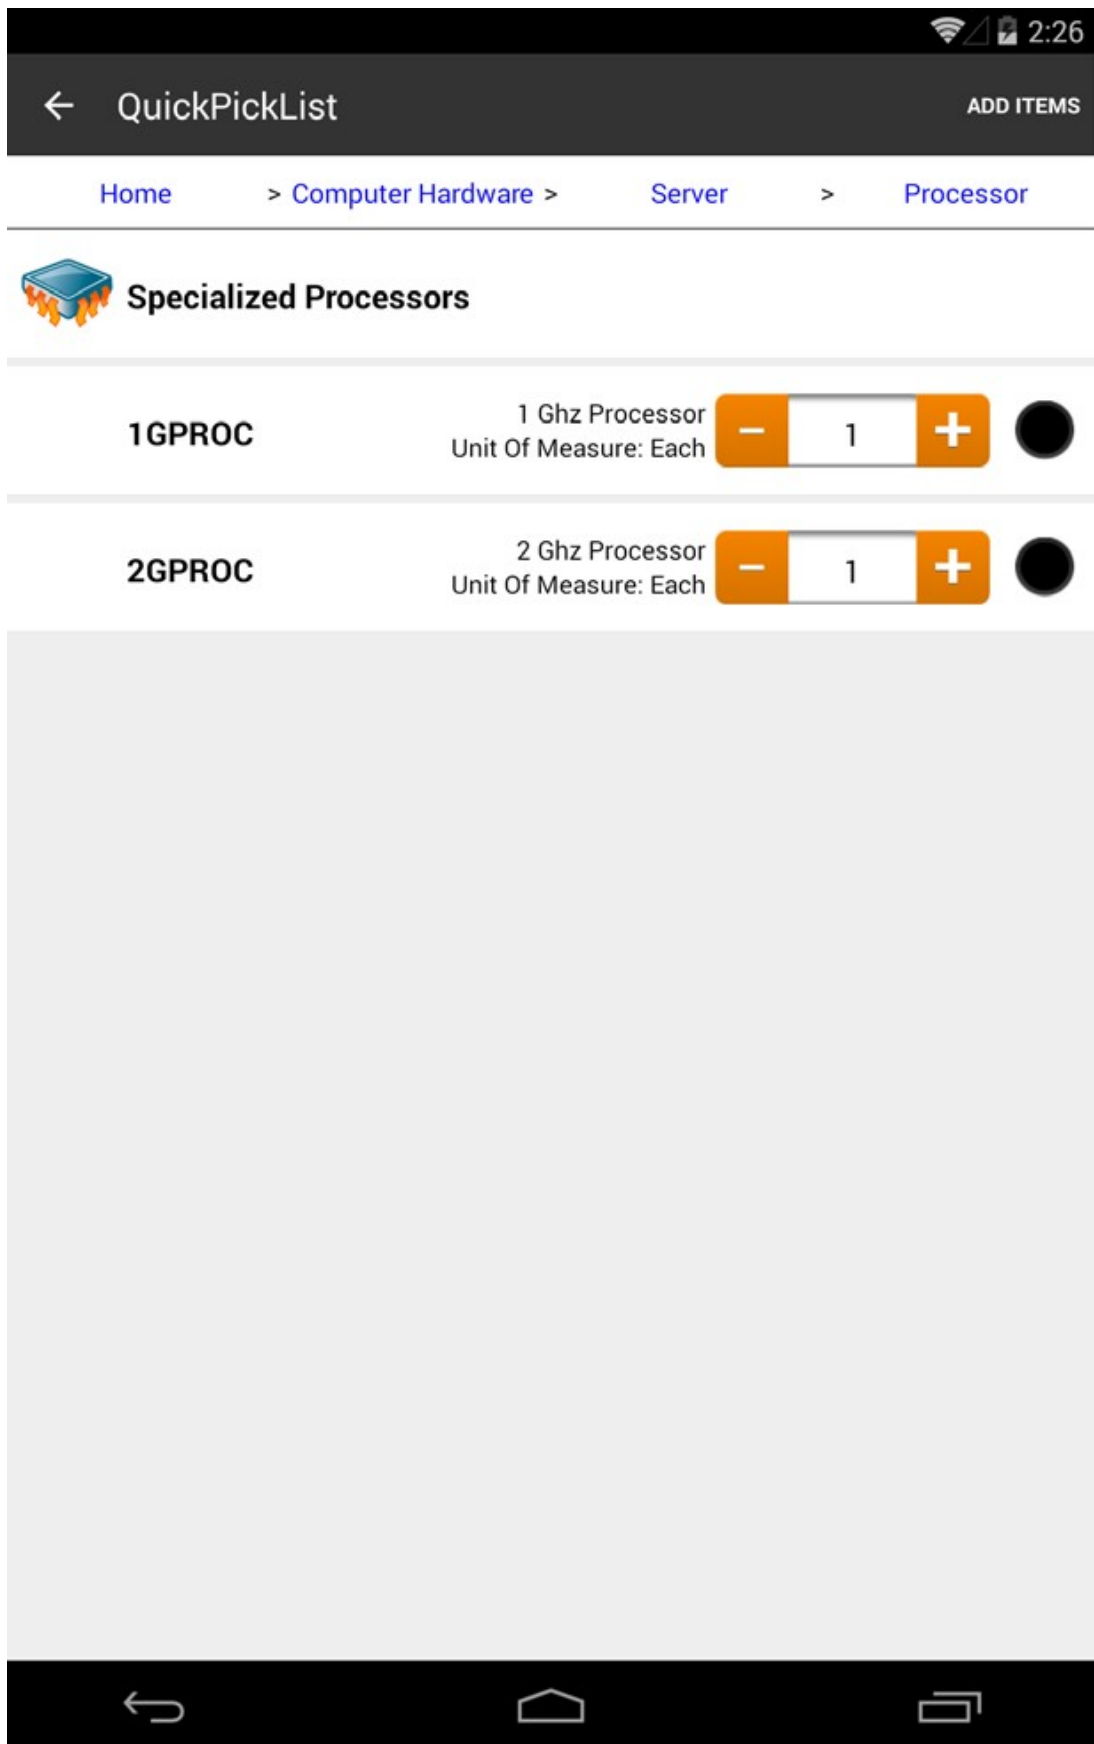 2:26
QuickPickList ADD ITEMS
Home > Computer Hardware > Server > Processor
Specialized Processors
1 Ghz Processor
1GPROC Unit Of Measure: Each − 1 +
2 Ghz Processor
2GPROC Unit Of Measure: Each − 1 +